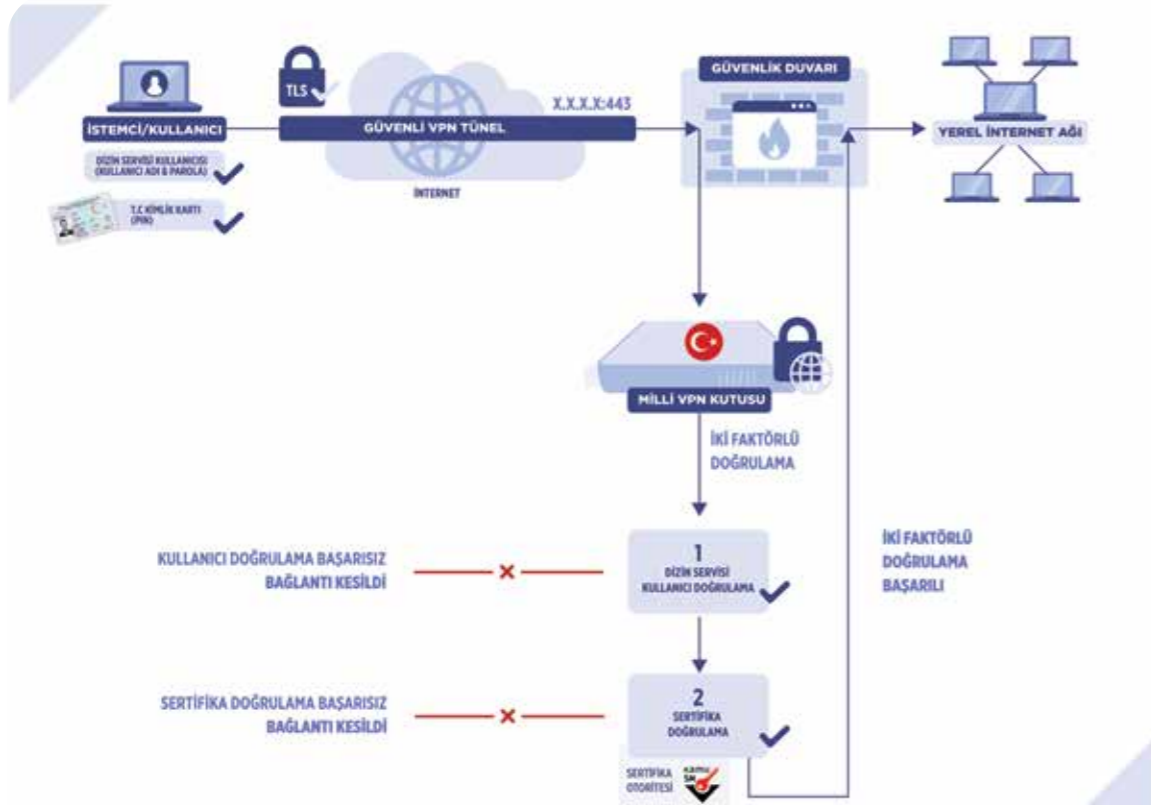 TLS
İSTEMCİ/KULLANICI
DİZİN SERVİSİ KULLANICISI
(KULLANICI ADI & PAROLA)
T.C KİMLİK KARTI
(PIN)
X.X.X.X:443
GÜVENLİ VPN TÜNEL
İNTERNET
GÜVENLİK DUVARI
YEREL İNTERNET AĞI
MİLLİ VPN KUTUSU
İKİ FAKTÖRLÜ
DOĞRULAMA
KULLANICI DOĞRULAMA BAŞARISIZ
BAĞLANTI KESİLDİ
1
DİZİN SERVİSİ
KULLANICI DOĞRULAMA
İKİ FAKTÖRLÜ
DOĞRULAMA
BAŞARILI
SERTİFİKA DOĞRULAMA BAŞARISIZ
BAĞLANTI KESİLDİ
2
SERTİFİKA
DOĞRULAMA
SERTİFİKA
OTORİTESİ
kamu
SM